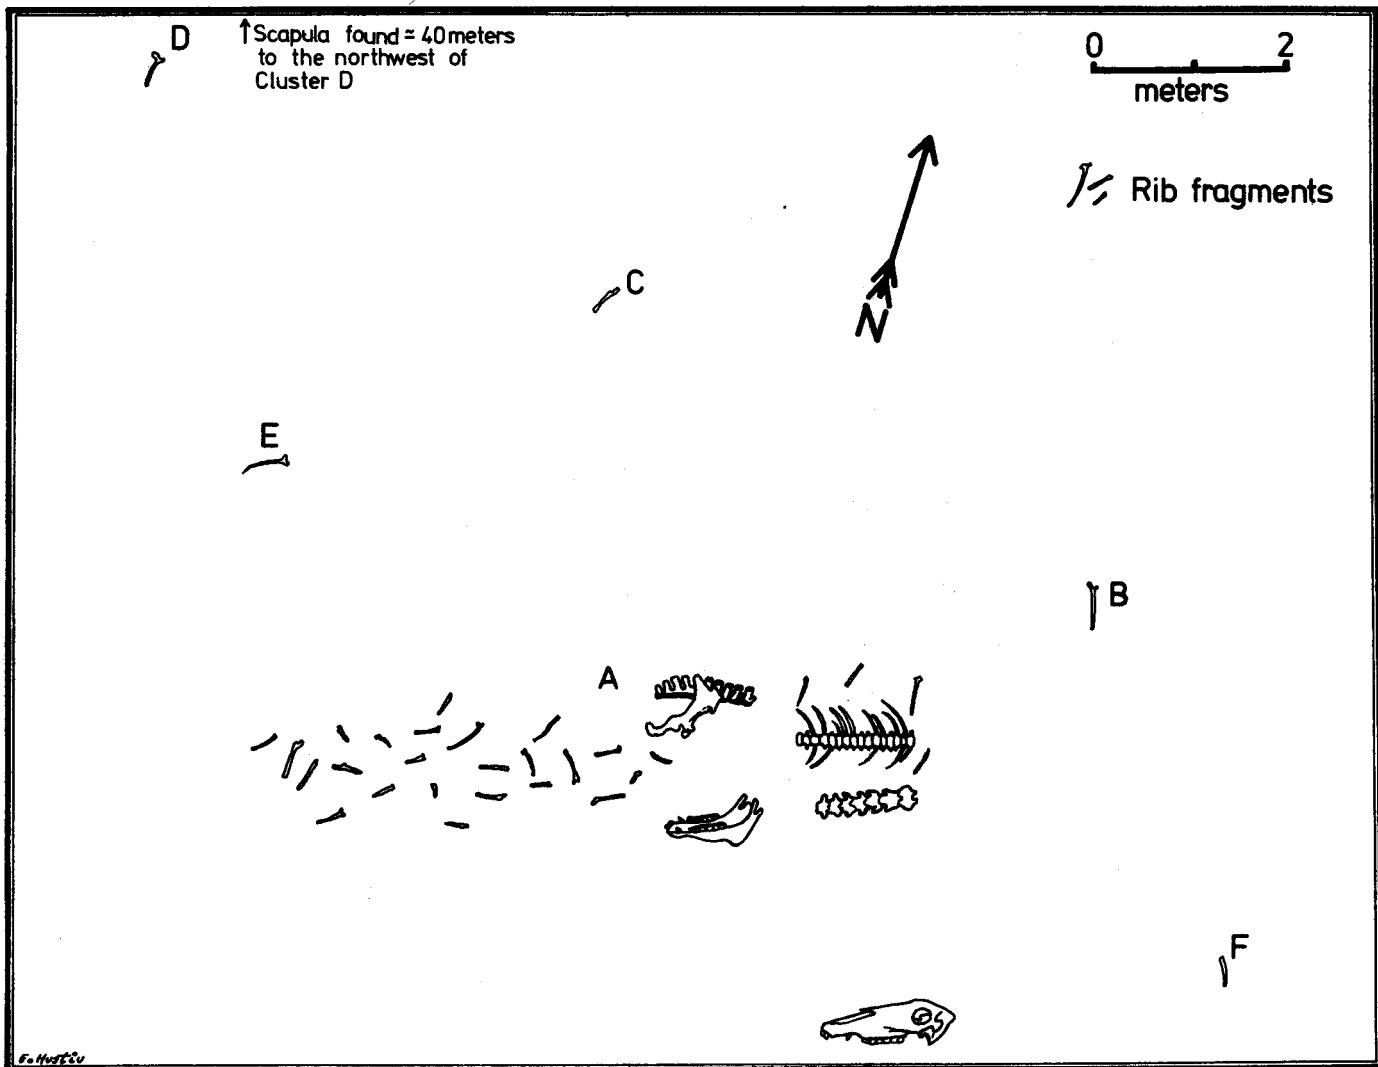 D
↑Scapula found ≃ 40 meters
to the northwest of
Cluster D
0 2
meters
Rib fragments
N
C
E
B
A
F